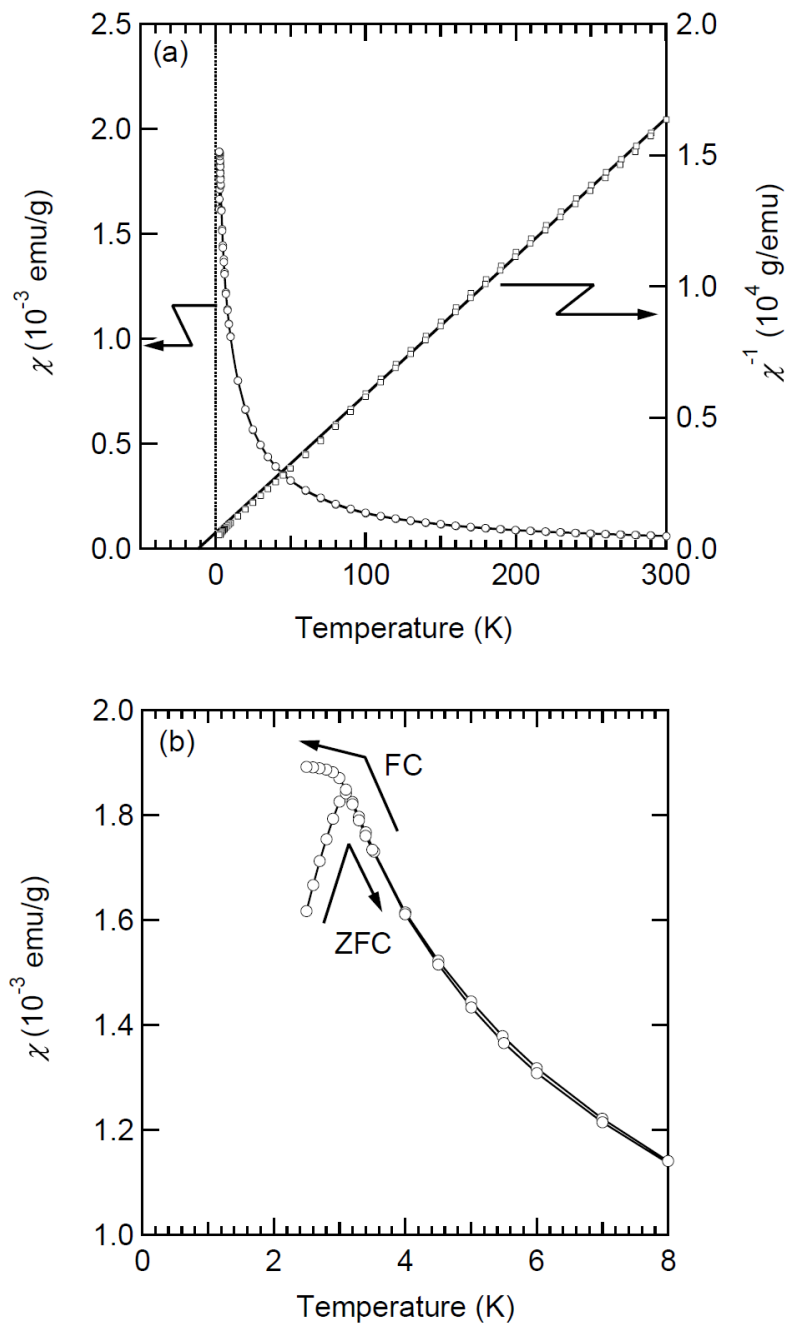 (a)
2.5
2.0
1.5
1.0
0.5
0.0
χ (10⁻³ emu/g)
2.0
1.5
1.0
0.5
0.0
χ⁻¹ (10⁴ g/emu)
0 100 200 300
Temperature (K)
(b)
2.0
1.8
1.6
1.4
1.2
1.0
χ (10⁻³ emu/g)
FC
ZFC
0 2 4 6 8
Temperature (K)